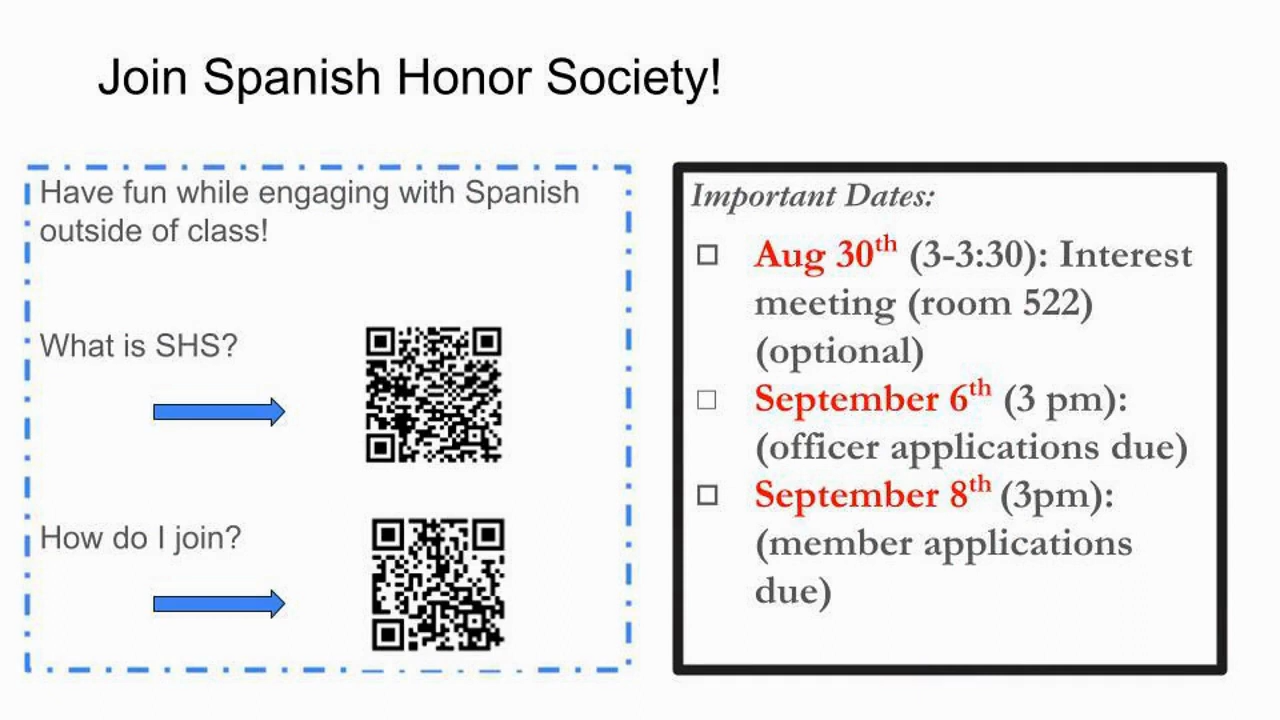 Join Spanish Honor Society!
Have fun while engaging with Spanish
outside of class!
What is SHS?
How do I join?
Important Dates:
Aug 30th (3-3:30): Interest
meeting (room 522)
(optional)
September 6th (3 pm):
(officer applications due)
September 8th (3pm):
(member applications
due)